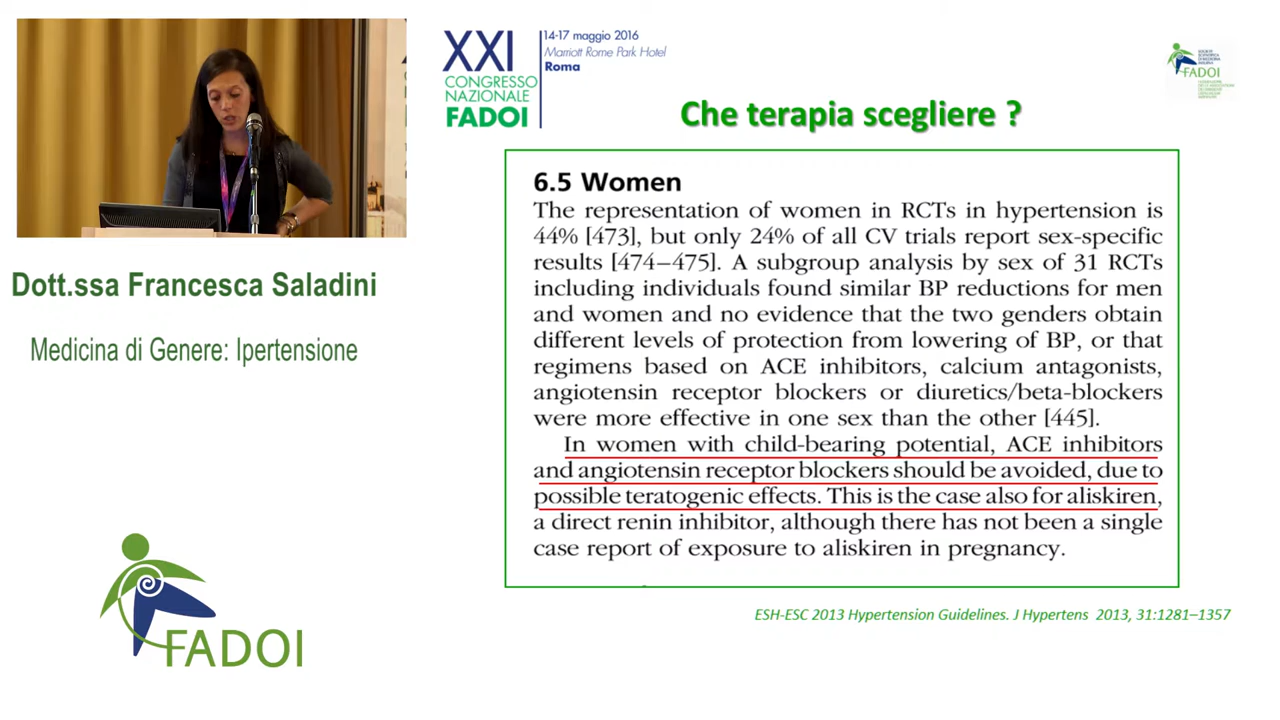 XXI
CONGRESSO
NAZIONALE
FADOI
14-17 maggio 2016
Marriott Rome Park Hotel
Roma
FADOI
Che terapia scegliere ?
6.5 Women
The representation of women in RCTs in hypertension is
44% [473], but only 24% of all CV trials report sex-specific
results [474–475]. A subgroup analysis by sex of 31 RCTs
including individuals found similar BP reductions for men
and women and no evidence that the two genders obtain
different levels of protection from lowering of BP, or that
regimens based on ACE inhibitors, calcium antagonists,
angiotensin receptor blockers or diuretics/beta-blockers
were more effective in one sex than the other [445].
In women with child-bearing potential, ACE inhibitors
and angiotensin receptor blockers should be avoided, due to
possible teratogenic effects. This is the case also for aliskiren,
a direct renin inhibitor, although there has not been a single
case report of exposure to aliskiren in pregnancy.
ESH-ESC 2013 Hypertension Guidelines. J Hypertens 2013, 31:1281–1357
Dott.ssa Francesca Saladini
Medicina di Genere: Ipertensione
FADOI